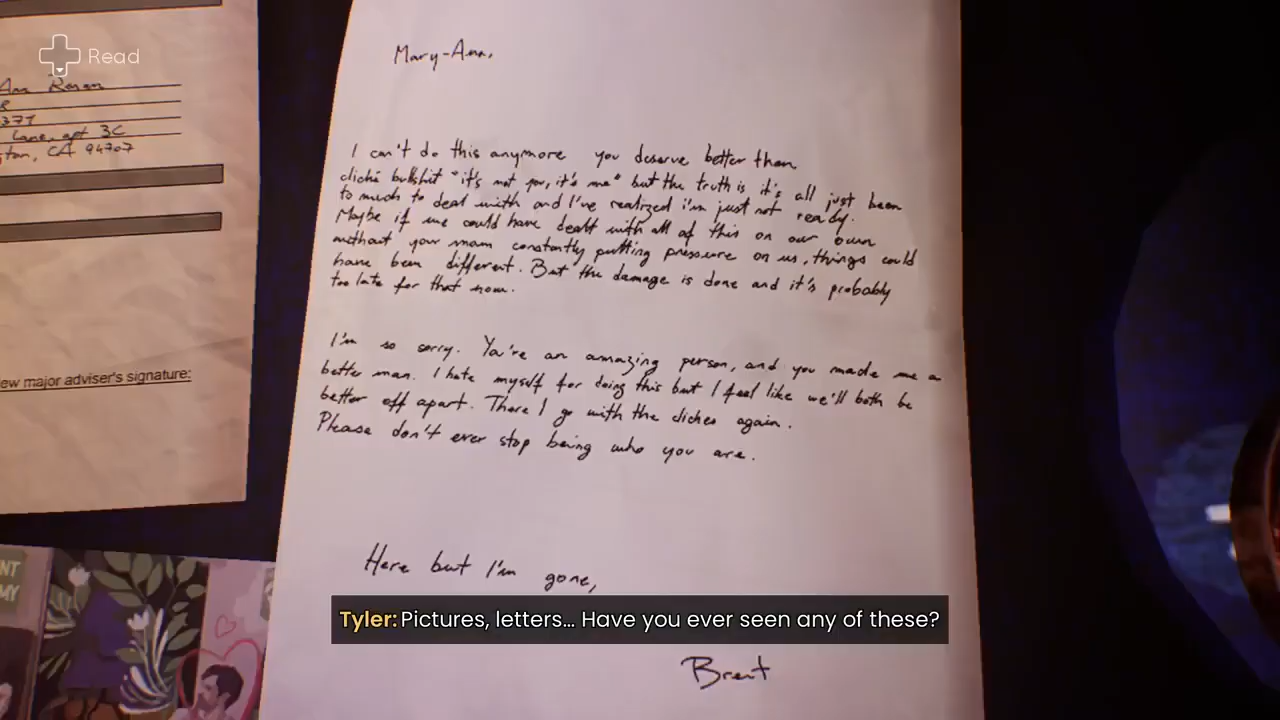 Read
Ann Ronan
R
377
Lane, apt 3C
ton, CA 94707
ew major adviser's signature:
NT
MY
Mary-Ann,
I can't do this anymore you deserve better than
cliché bullshit "it's not you, it's me" but the truth is it's all just been
to much to deal with and I've realized i'm just not ready.
Maybe if we could have dealt with all of this on our own
without your mom constantly putting pressure on us, things could
have been different. But the damage is done and it's probably
too late for that now.
I'm so sorry. You're an amazing person, and you made me a
better man. I hate myself for doing this but I feel like we'll both be
better off apart. There I go with the cliches again.
Please don't ever stop being who you are.
Here but I'm gone,
Tyler: Pictures, letters... Have you ever seen any of these?
Brent